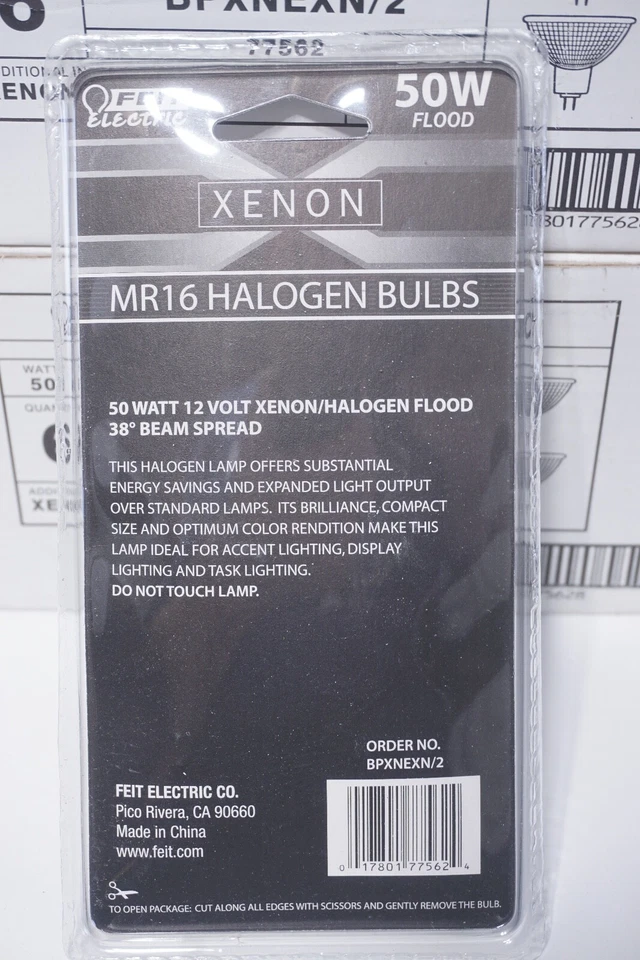 BPXNEXN/2
77562
FEIT
Electric
50W
FLOOD
XENON
MR16 HALOGEN BULBS
50 WATT 12 VOLT XENON/HALOGEN FLOOD
38° BEAM SPREAD
THIS HALOGEN LAMP OFFERS SUBSTANTIAL
ENERGY SAVINGS AND EXPANDED LIGHT OUTPUT
OVER STANDARD LAMPS. ITS BRILLIANCE, COMPACT
SIZE AND OPTIMUM COLOR RENDITION MAKE THIS
LAMP IDEAL FOR ACCENT LIGHTING, DISPLAY
LIGHTING AND TASK LIGHTING.
DO NOT TOUCH LAMP.
ORDER NO.
BPXNEXN/2
FEIT ELECTRIC CO.
Pico Rivera, CA 90660
Made in China
www.feit.com
0 17801 77562 4
TO OPEN PACKAGE: CUT ALONG ALL EDGES WITH SCISSORS AND GENTLY REMOVE THE BULB.